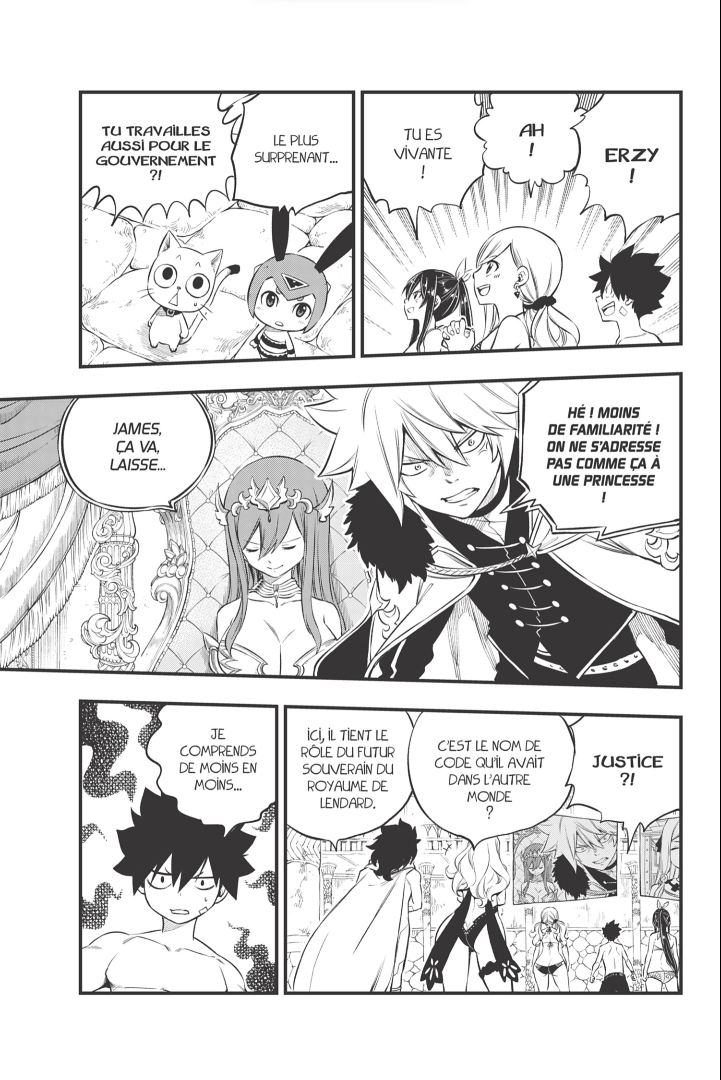 ERZY
!
AH
!
TU ES
VIVANTE
!
LE PLUS
SURPRENANT...
TU TRAVAILLES
AUSSI POUR LE
GOUVERNEMENT
?!
HÉ ! MOINS
DE FAMILIARITÉ !
ON NE S'ADRESSE
PAS COMME ÇA À
UNE PRINCESSE
!
JAMES,
ÇA VA,
LAISSE...
JUSTICE
?!
C'EST LE NOM DE
CODE QU'IL AVAIT
DANS L'AUTRE
MONDE
?
ICI, IL TIENT LE
RÔLE DU FUTUR
SOUVERAIN DU
ROYAUME DE
LENDARD.
JE
COMPRENDS
DE MOINS EN
MOINS...